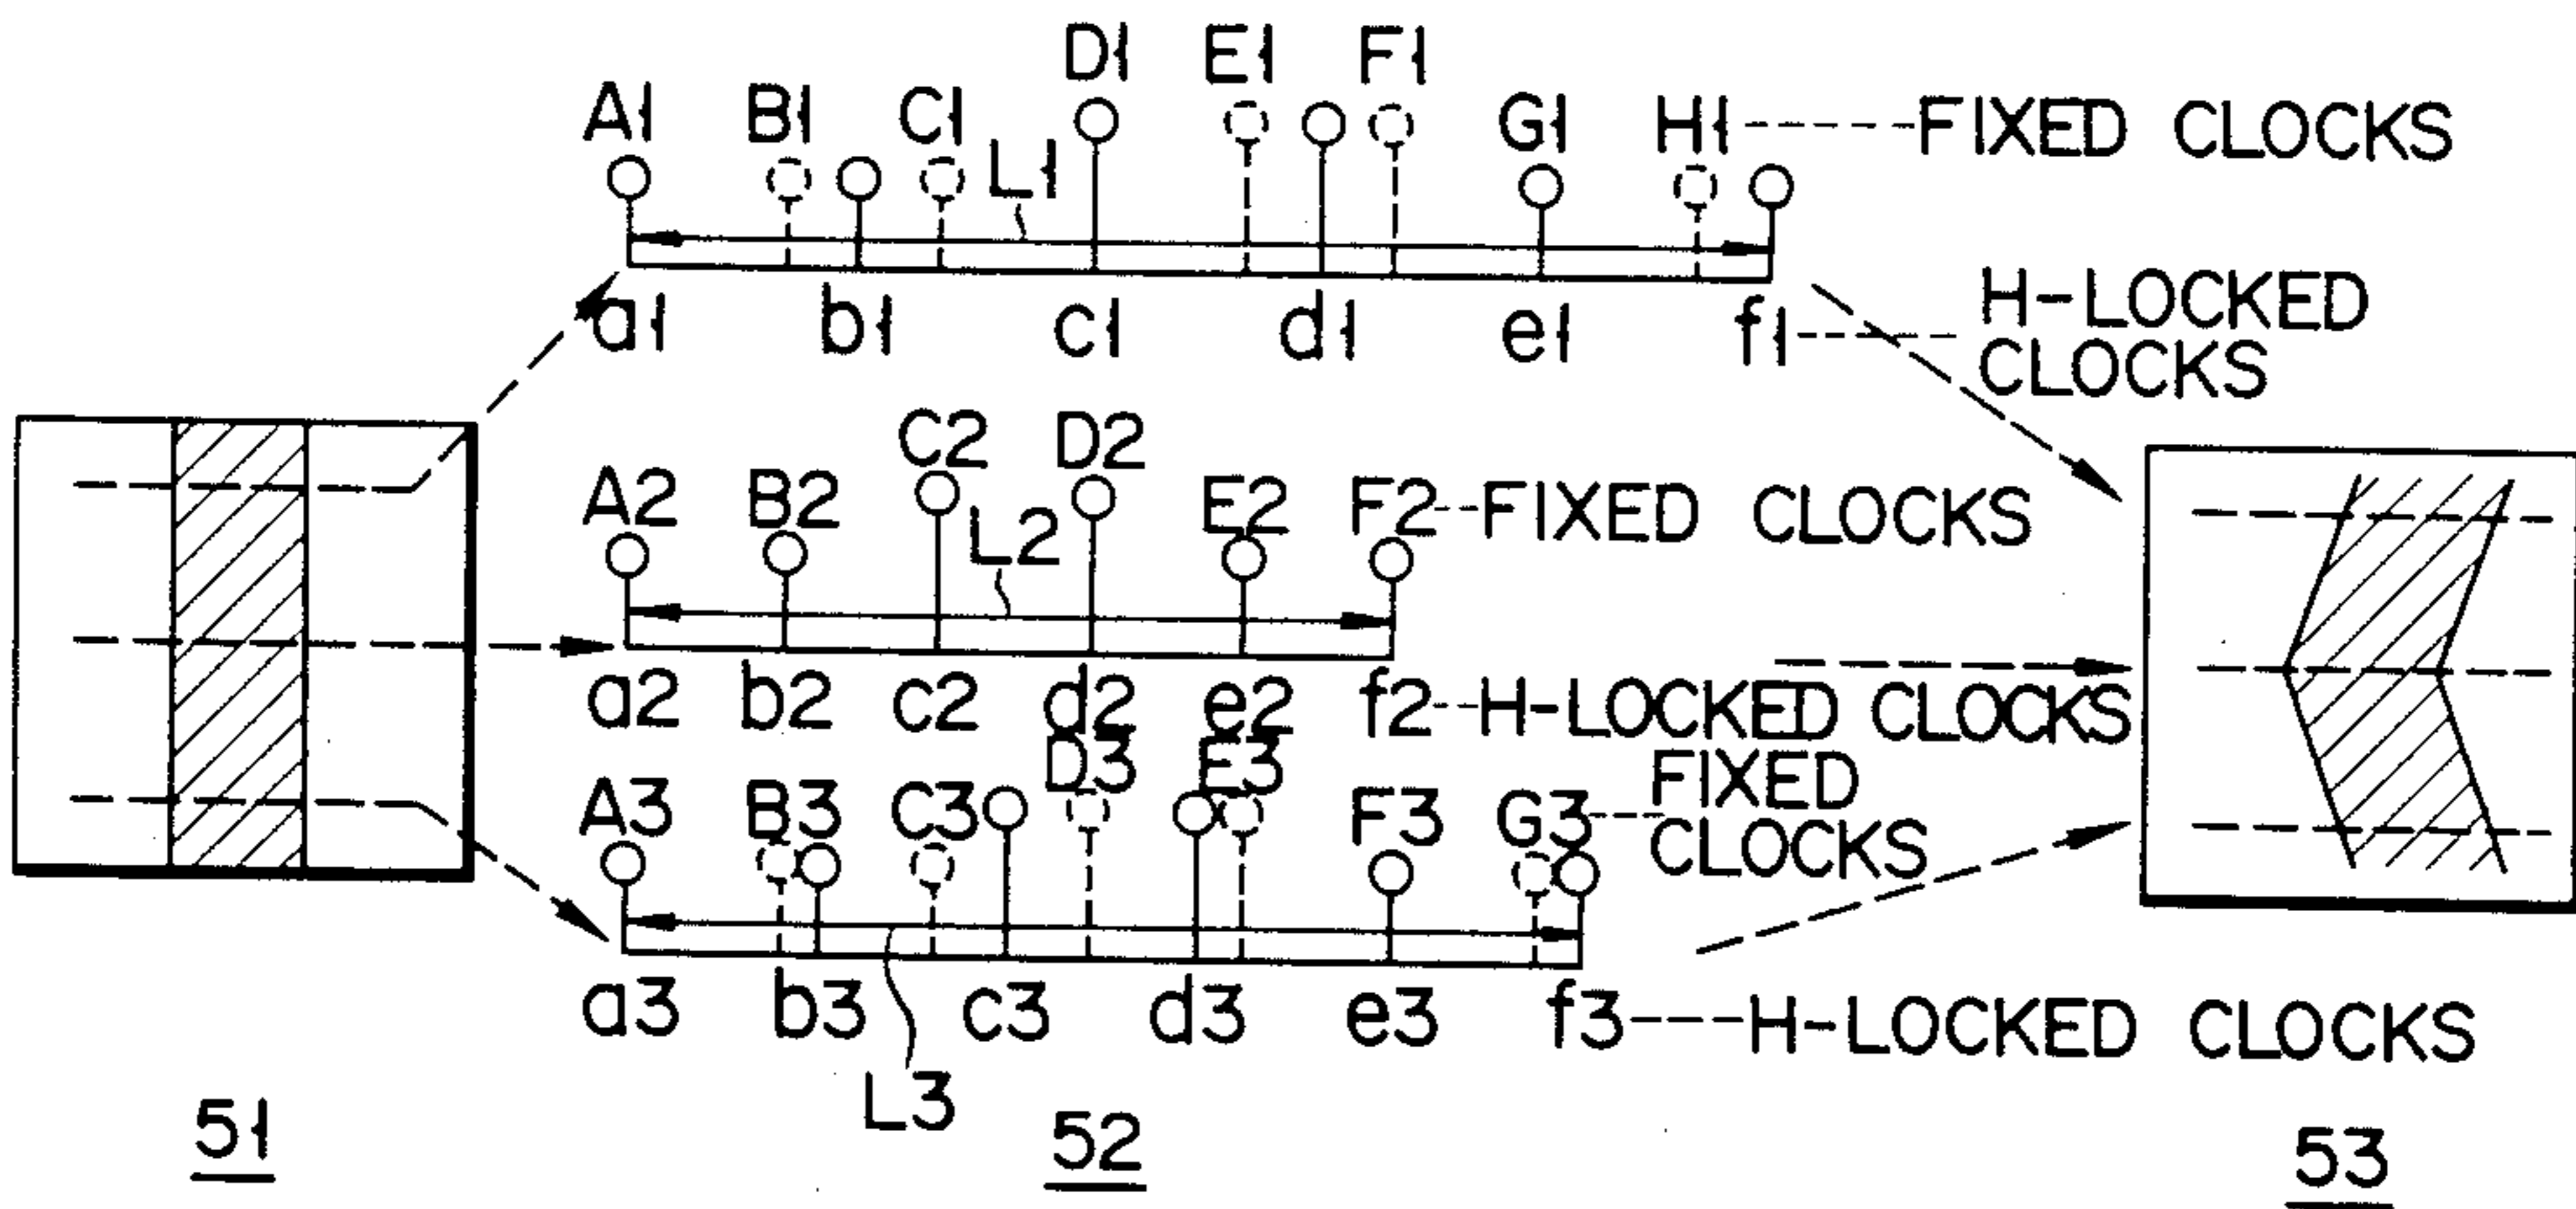 A1 B1 C1 D1 E1 F1 G1 H1 FIXED CLOCKS
L1
a1 b1 c1 d1 e1 f1 H-LOCKED
CLOCKS
A2 B2 C2 D2 E2 F2 FIXED CLOCKS
L2
a2 b2 c2 d2 e2 f2 H-LOCKED CLOCKS
A3 B3 C3 D3 E3 F3 G3 FIXED
CLOCKS
a3 b3 c3 d3 e3 f3 H-LOCKED CLOCKS
L3
51 52 53